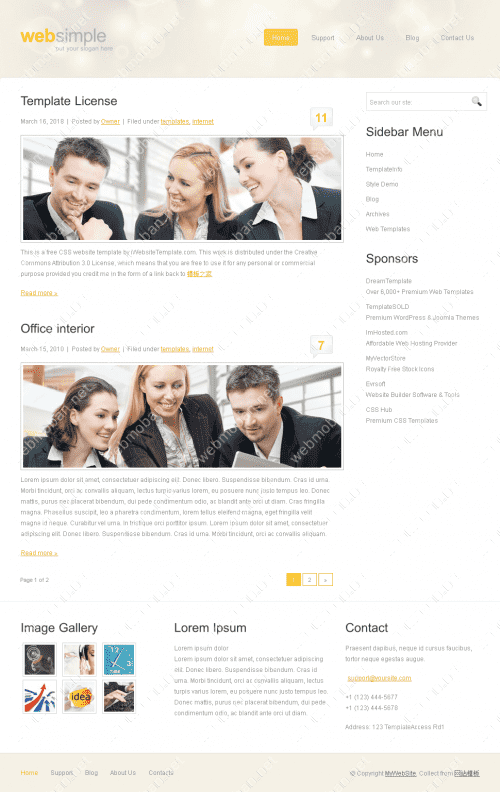 websimple
put your slogan here
Home Support About Us Blog Contact Us
Template License
11
March 16, 2010 | Posted by Owner | Filed under templates, internet
This is a free CSS website template by iWebsiteTemplate.com. This work is distributed under the Creative
Commons Attribution 3.0 License, which means that you are free to use it for any personal or commercial
purpose provided you credit me in the form of a link back to 模板之家.
Read more »
Office interior
7
March-15, 2010 | Posted by Owner | Filed under templates, internet
Lorem ipsum dolor sit amet, consectetuer adipiscing elit. Donec libero. Suspendisse bibendum. Cras id urna.
Morbi tincidunt, orci ac convallis aliquam, lectus turpis varius lorem, eu posuere nunc justo tempus leo. Donec
mattis, purus nec placerat bibendum, dui pede condimentum odio, ac blandit ante orci ut diam. Cras fringilla
magna. Phasellus suscipit, leo a pharetra condimentum, lorem tellus eleifend magna, eget fringilla velit
magna id neque. Curabitur vel urna. In tristique orci porttitor ipsum. Lorem ipsum dolor sit amet, consectetuer
adipiscing elit. Donec libero. Suspendisse bibendum. Cras id urna. Morbi tincidunt, orci ac convallis aliquam.
Read more »
Page 1 of 2
1 2 »
Search our site:
Sidebar Menu
Home
TemplateInfo
Style Demo
Blog
Archives
Web Templates
Sponsors
DreamTemplate
Over 6,000+ Premium Web Templates
TemplateSOLD
Premium WordPress & Joomla Themes
ImHosted.com
Affordable Web Hosting Provider
MyVectorStore
Royalty Free Stock Icons
Evrsoft
Website Builder Software & Tools
CSS Hub
Premium CSS Templates
Image Gallery
idea
Lorem Ipsum
Lorem ipsum dolor
Lorem ipsum dolor sit amet, consectetuer adipiscing
elit. Donec libero. Suspendisse bibendum. Cras id
urna. Morbi tincidunt, orci ac convallis aliquam, lectus
turpis varius lorem, eu posuere nunc justo tempus leo.
Donec mattis, purus nec placerat bibendum, dui pede
condimentum odio, ac blandit ante orci ut diam.
Contact
Praesent dapibus, neque id cursus faucibus,
tortor neque egestas augue.
support@yoursite.com
+1 (123) 444-5677
+1 (123) 444-5678
Address: 123 TemplateAccess Rd1
Home Support Blog About Us Contacts
© Copyright MyWebSite, Collect from 网站模板